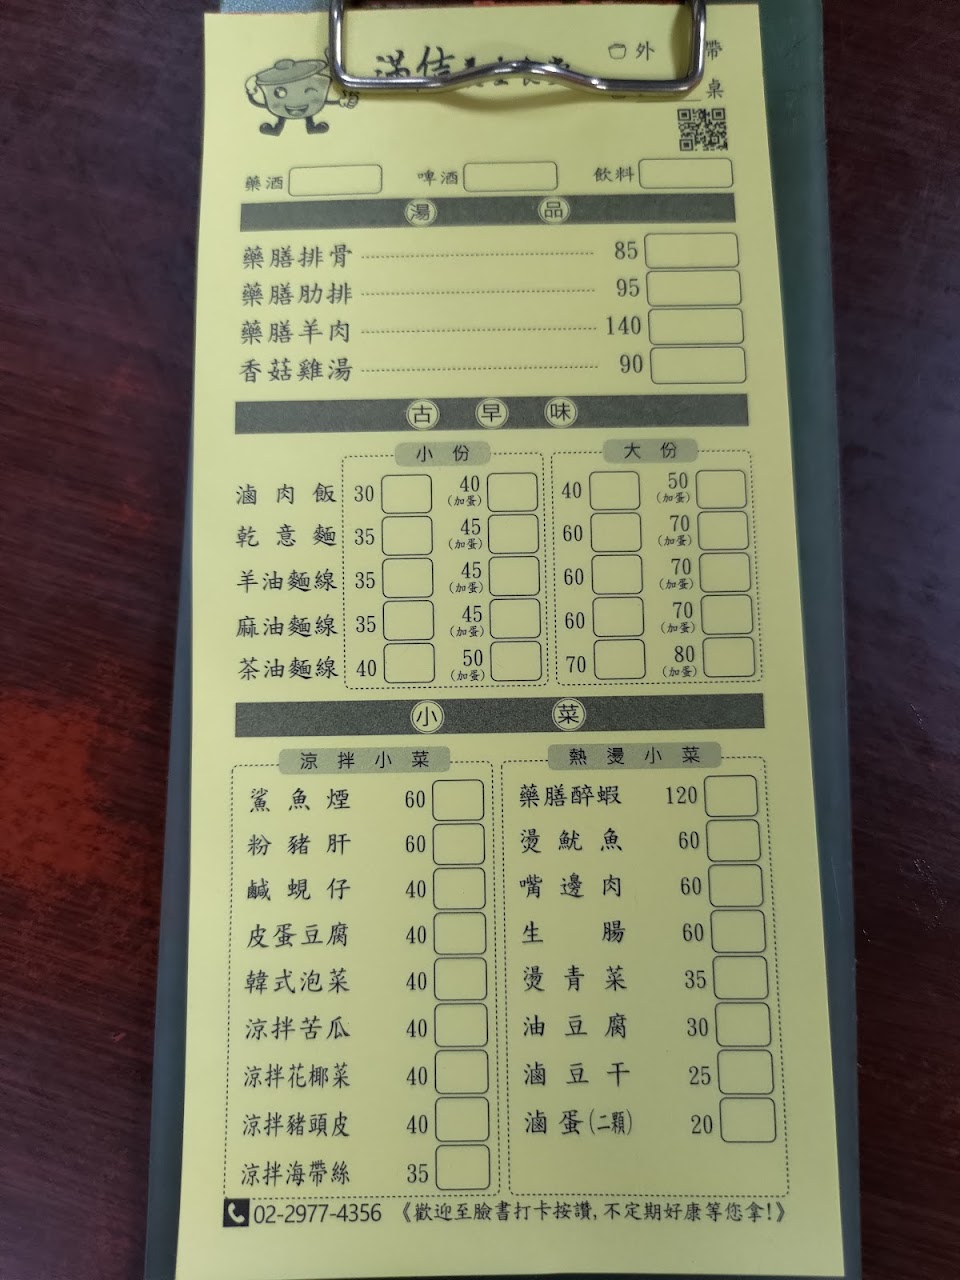 滿信養生食堂
外 帶
桌
藥酒 啤酒 飲料
湯 品
藥膳排骨 85
藥膳肋排 95
藥膳羊肉 140
香菇雞湯 90
古 早 味
小 份 大 份
滷肉飯 30 40(加蛋) 40 50(加蛋)
乾意麵 35 45(加蛋) 60 70(加蛋)
羊油麵線 35 45(加蛋) 60 70(加蛋)
麻油麵線 35 45(加蛋) 60 70(加蛋)
茶油麵線 40 50(加蛋) 70 80(加蛋)
小 菜
涼 拌 小 菜
鯊魚煙 60
粉豬肝 60
鹹蜆仔 40
皮蛋豆腐 40
韓式泡菜 40
涼拌苦瓜 40
涼拌花椰菜 40
涼拌豬頭皮 40
涼拌海帶絲 35
熱 燙 小 菜
藥膳醉蝦 120
燙魷魚 60
嘴邊肉 60
生腸 60
燙青菜 35
油豆腐 30
滷豆干 25
滷蛋(二顆) 20
02-2977-4356 《歡迎至臉書打卡按讚,不定期好康等您拿!》